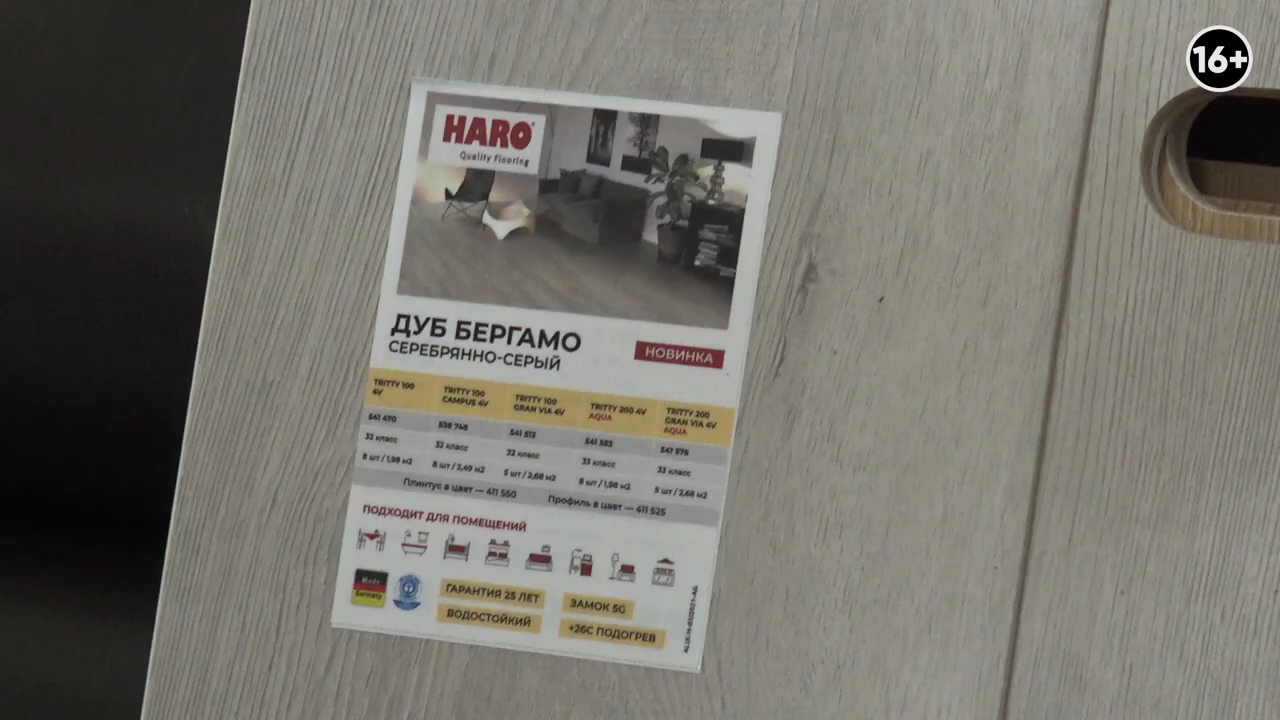 16+
HARO
Quality Flooring
ДУБ БЕРГАМО
СЕРЕБРЯННО-СЕРЫЙ
НОВИНКА
TRITTY 100 4V
TRITTY 100 CAMPUS 4V
TRITTY 100 GRAN VIA 4V
TRITTY 200 4V AQUA
TRITTY 200 GRAN VIA 4V AQUA
541 470 538 748 541 513 541 553 541 578
32 класс 32 класс 32 класс 33 класс 33 класс
8 шт / 1,98 м2 8 шт / 2,49 м2 5 шт / 2,68 м2 8 шт / 1,98 м2 5 шт / 2,68 м2
Плинтус в цвет — 411 550 Профиль в цвет — 411 525
ПОДХОДИТ ДЛЯ ПОМЕЩЕНИЙ
Made
Germany
ГАРАНТИЯ 25 ЛЕТ
ЗАМОК 5G
ВОДОСТОЙКИЙ
+26С ПОДОГРЕВ